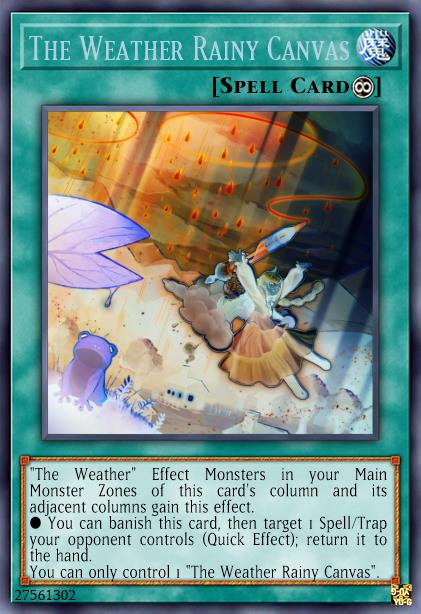 The Weather Rainy Canvas
[Spell Card]
"The Weather" Effect Monsters in your Main
Monster Zones of this card's column and its
adjacent columns gain this effect.
● You can banish this card, then target 1 Spell/Trap
your opponent controls (Quick Effect); return it to
the hand.
You can only control 1 "The Weather Rainy Canvas".
27561302